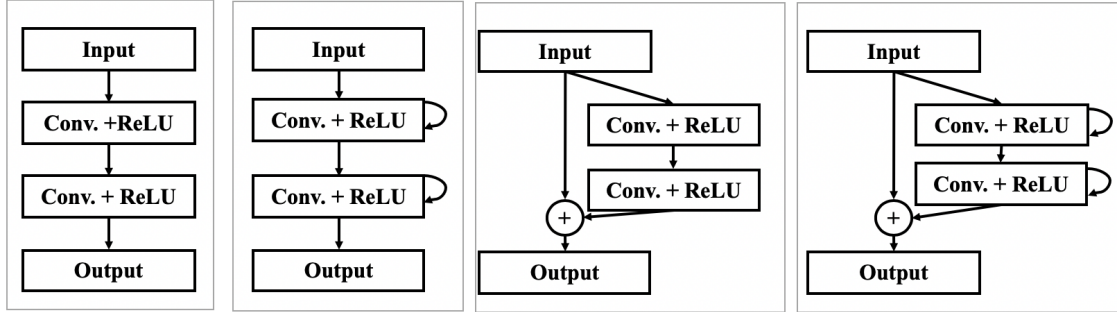 Input
Conv. +ReLU
Conv. + ReLU
Output
Input
Conv. + ReLU
Conv. + ReLU
Output
Input
Conv. + ReLU
Conv. + ReLU
+
Output
Input
Conv. + ReLU
Conv. + ReLU
+
Output